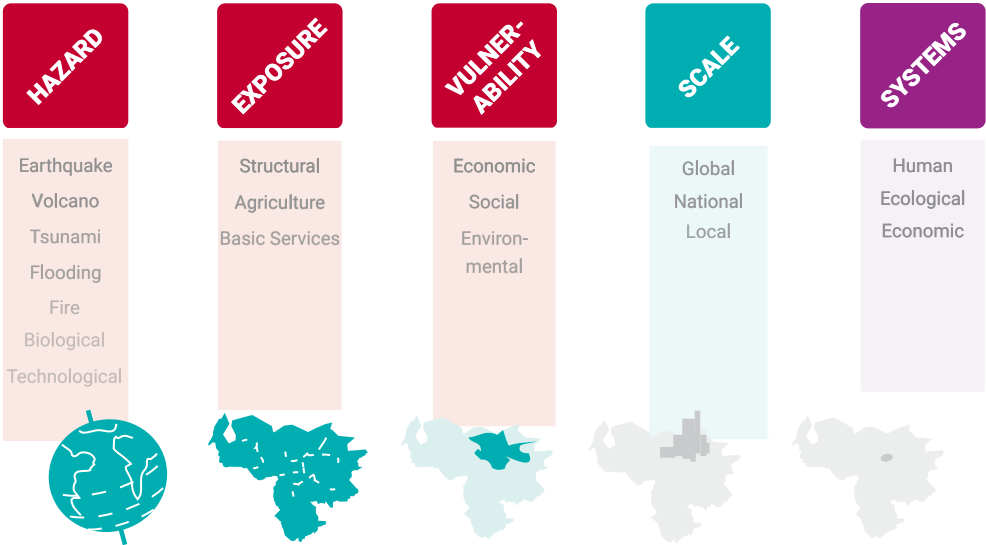 HAZARD
Earthquake
Volcano
Tsunami
Flooding
Fire
Biological
Technological
EXPOSURE
Structural
Agriculture
Basic Services
VULNER-
ABILITY
Economic
Social
Environ-
mental
SCALE
Global
National
Local
SYSTEMS
Human
Ecological
Economic